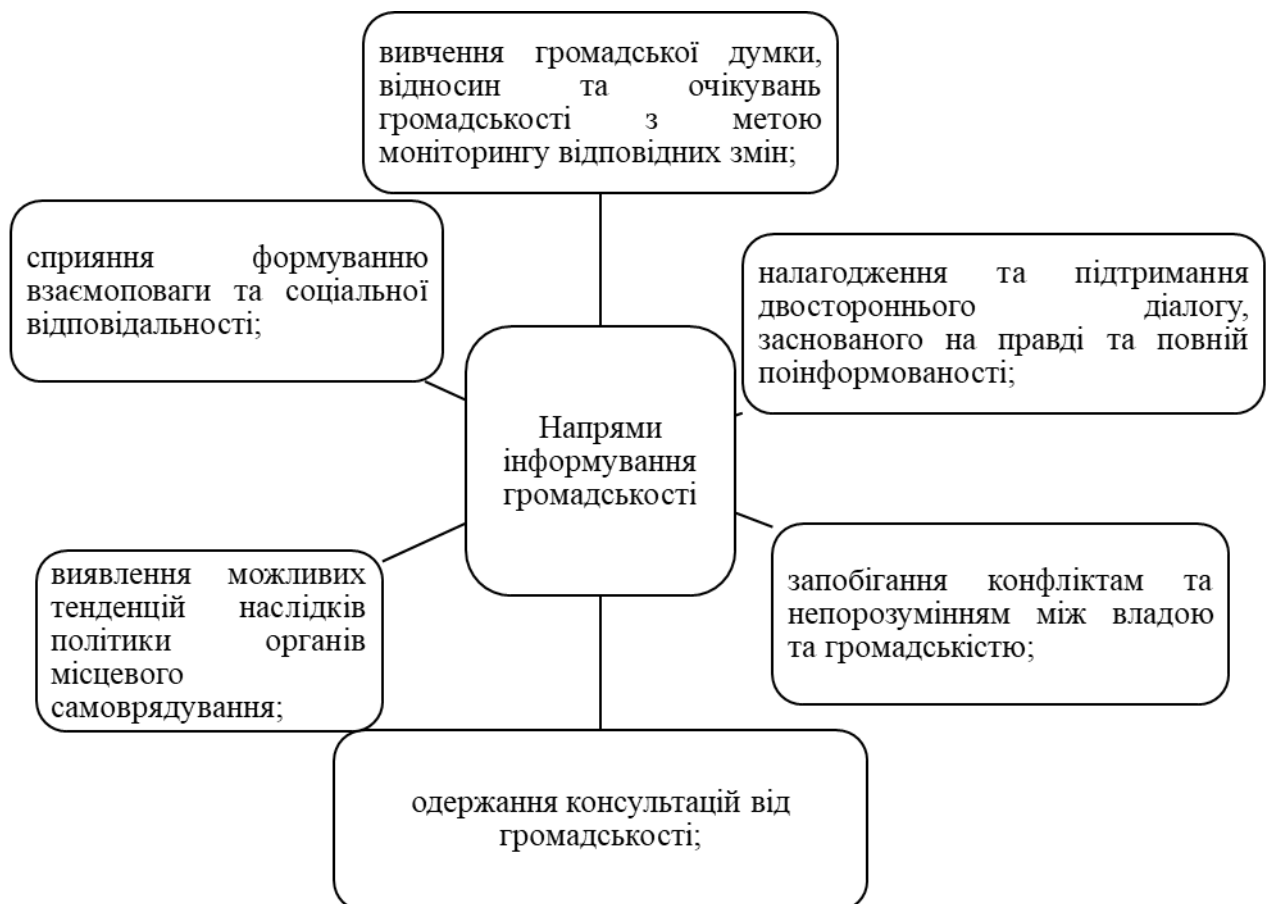 вивчення громадської думки,
відносин та очікувань
громадськості з метою
моніторингу відповідних змін;
сприяння формуванню
взаємоповаги та соціальної
відповідальності;
налагодження та підтримання
двостороннього діалогу,
заснованого на правді та повній
поінформованості;
Напрями
інформування
громадськості
виявлення можливих
тенденцій наслідків
політики органів
місцевого
самоврядування;
запобігання конфліктам та
непорозумінням між владою
та громадськістю;
одержання консультацій від
громадськості;